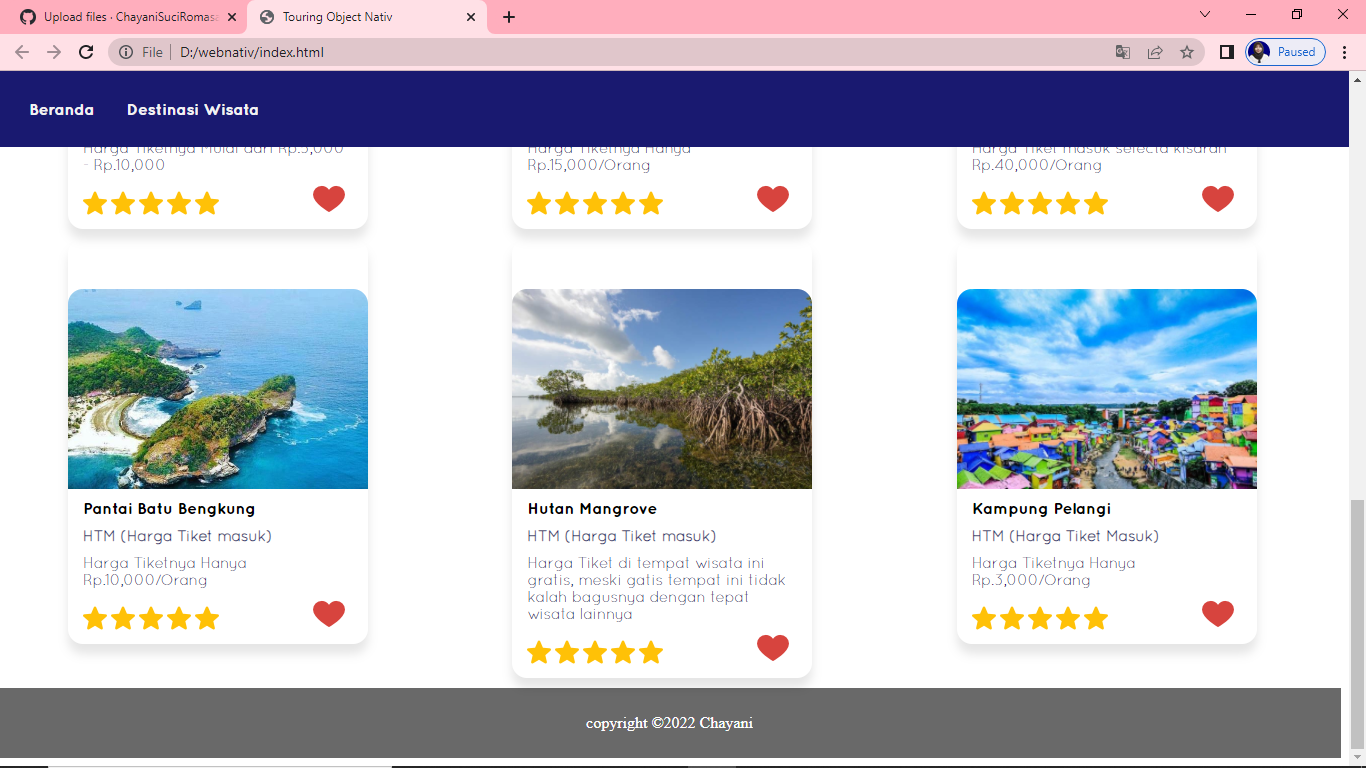 Upload files · ChayaniSuciRomasa
Touring Object Nativ
File | D:/webnativ/index.html
Paused
Beranda
Destinasi Wisata
Harga Tiketnya Mulai dari Rp.5,000
- Rp.10,000
Harga Tiketnya Hanya
Rp.15,000/Orang
Harga Tiket masuk selecta kisaran
Rp.40,000/Orang
Pantai Batu Bengkung
HTM (Harga Tiket masuk)
Harga Tiketnya Hanya
Rp.10,000/Orang
Hutan Mangrove
HTM (Harga Tiket masuk)
Harga Tiket di tempat wisata ini
gratis, meski gatis tempat ini tidak
kalah bagusnya dengan tepat
wisata lainnya
Kampung Pelangi
HTM (Harga Tiket Masuk)
Harga Tiketnya Hanya
Rp.3,000/Orang
copyright ©2022 Chayani